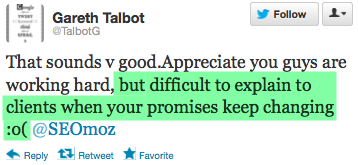 Gareth Talbot
@TalbotG
Follow
That sounds v good.Appreciate you guys are
working hard, but difficult to explain to
clients when your promises keep changing
:o( @SEOmoz
Reply Retweet Favorite